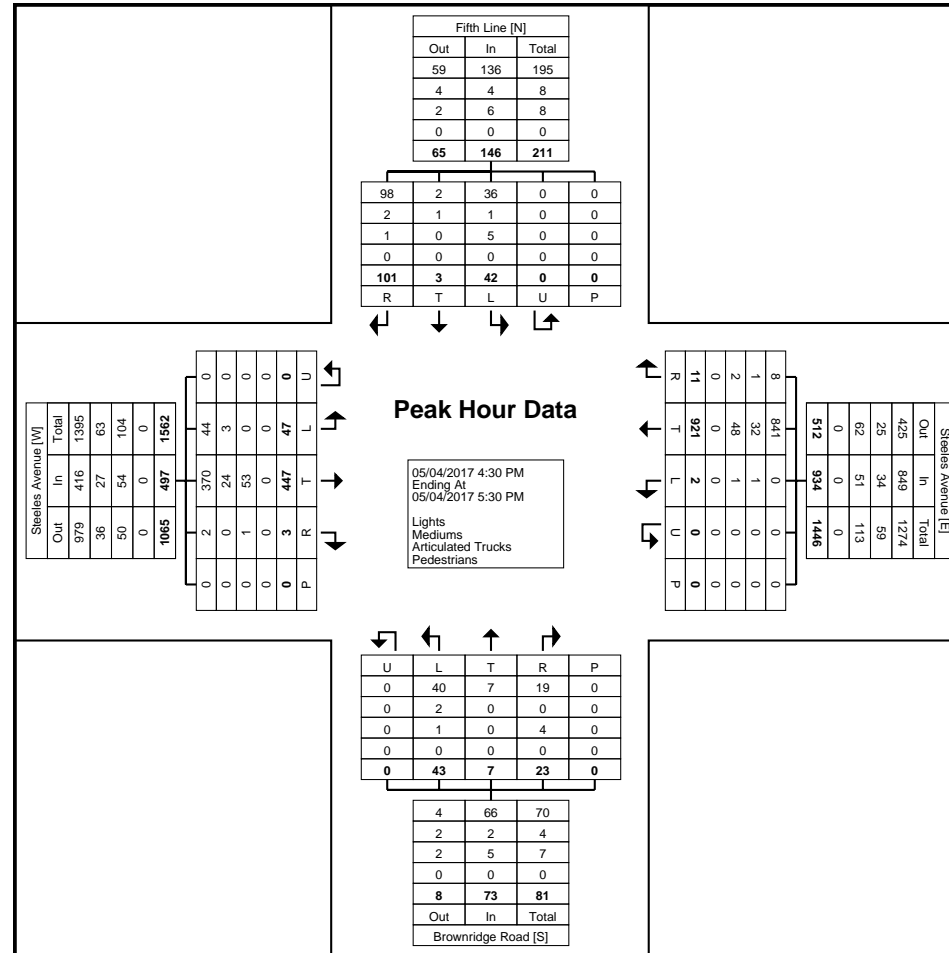 Fifth Line [N]
Out In Total
59 136 195
4 4 8
2 6 8
0 0 0
65 146 211
98 2 36 0 0
2 1 1 0 0
1 0 5 0 0
0 0 0 0 0
101 3 42 0 0
R T L U P
U L T R P
0 47 447 3 0
0 0 0 0 0
0 0 53 1 0
0 3 24 0 0
0 44 370 2 0
1562 497 1065
0 0 0
104 54 50
63 27 36
1395 416 979
Total In Out
Steeles Avenue [W]
Peak Hour Data
05/04/2017 4:30 PM
Ending At
05/04/2017 5:30 PM
Lights
Mediums
Articulated Trucks
Pedestrians
Steeles Avenue [E]
Out In Total
425 849 1274
25 34 59
62 51 113
0 0 0
512 934 1446
8 841 0 0 0
1 32 1 0 0
2 48 1 0 0
0 0 0 0 0
11 921 2 0 0
R T L U P
U L T R P
0 40 7 19 0
0 2 0 0 0
0 1 0 4 0
0 0 0 0 0
0 43 7 23 0
4 66 70
2 2 4
2 5 7
0 0 0
8 73 81
Out In Total
Brownridge Road [S]